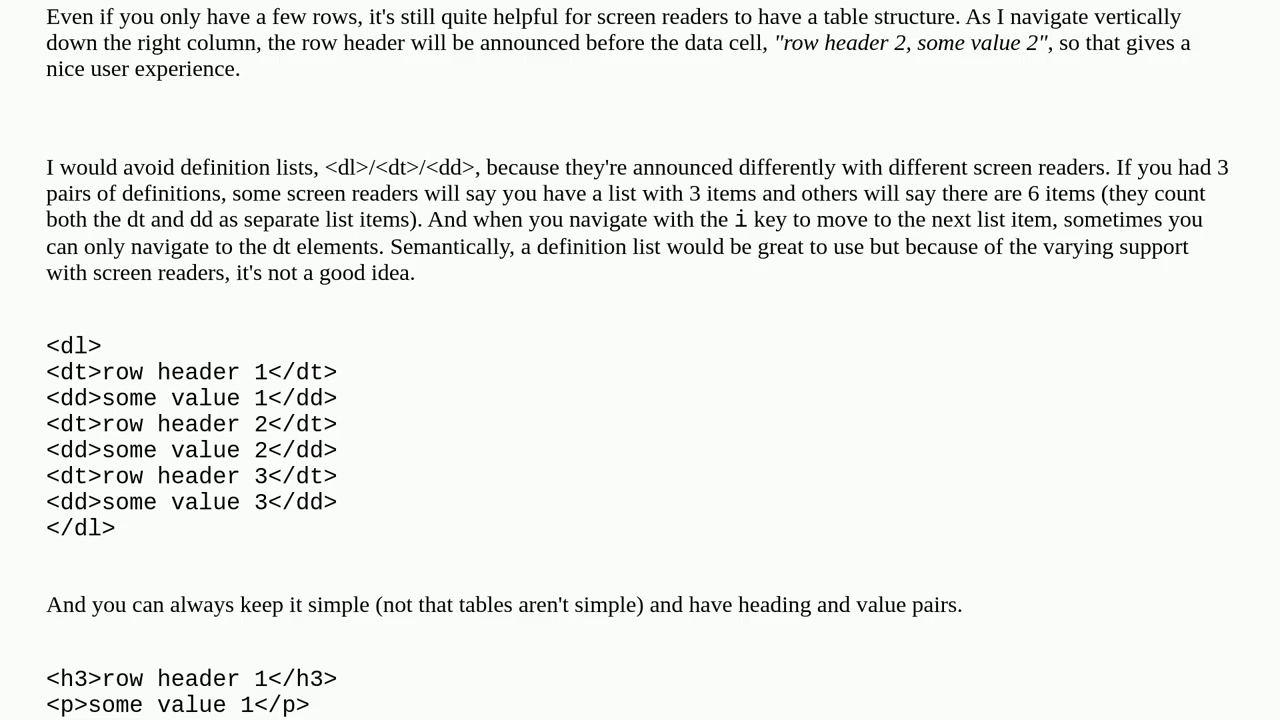 Even if you only have a few rows, it's still quite helpful for screen readers to have a table structure. As I navigate vertically
down the right column, the row header will be announced before the data cell, "row header 2, some value 2", so that gives a
nice user experience.
I would avoid definition lists, <dl>/<dt>/<dd>, because they're announced differently with different screen readers. If you had 3
pairs of definitions, some screen readers will say you have a list with 3 items and others will say there are 6 items (they count
both the dt and dd as separate list items). And when you navigate with the i key to move to the next list item, sometimes you
can only navigate to the dt elements. Semantically, a definition list would be great to use but because of the varying support
with screen readers, it's not a good idea.
<dl>
<dt>row header 1</dt>
<dd>some value 1</dd>
<dt>row header 2</dt>
<dd>some value 2</dd>
<dt>row header 3</dt>
<dd>some value 3</dd>
</dl>
And you can always keep it simple (not that tables aren't simple) and have heading and value pairs.
<h3>row header 1</h3>
<p>some value 1</p>